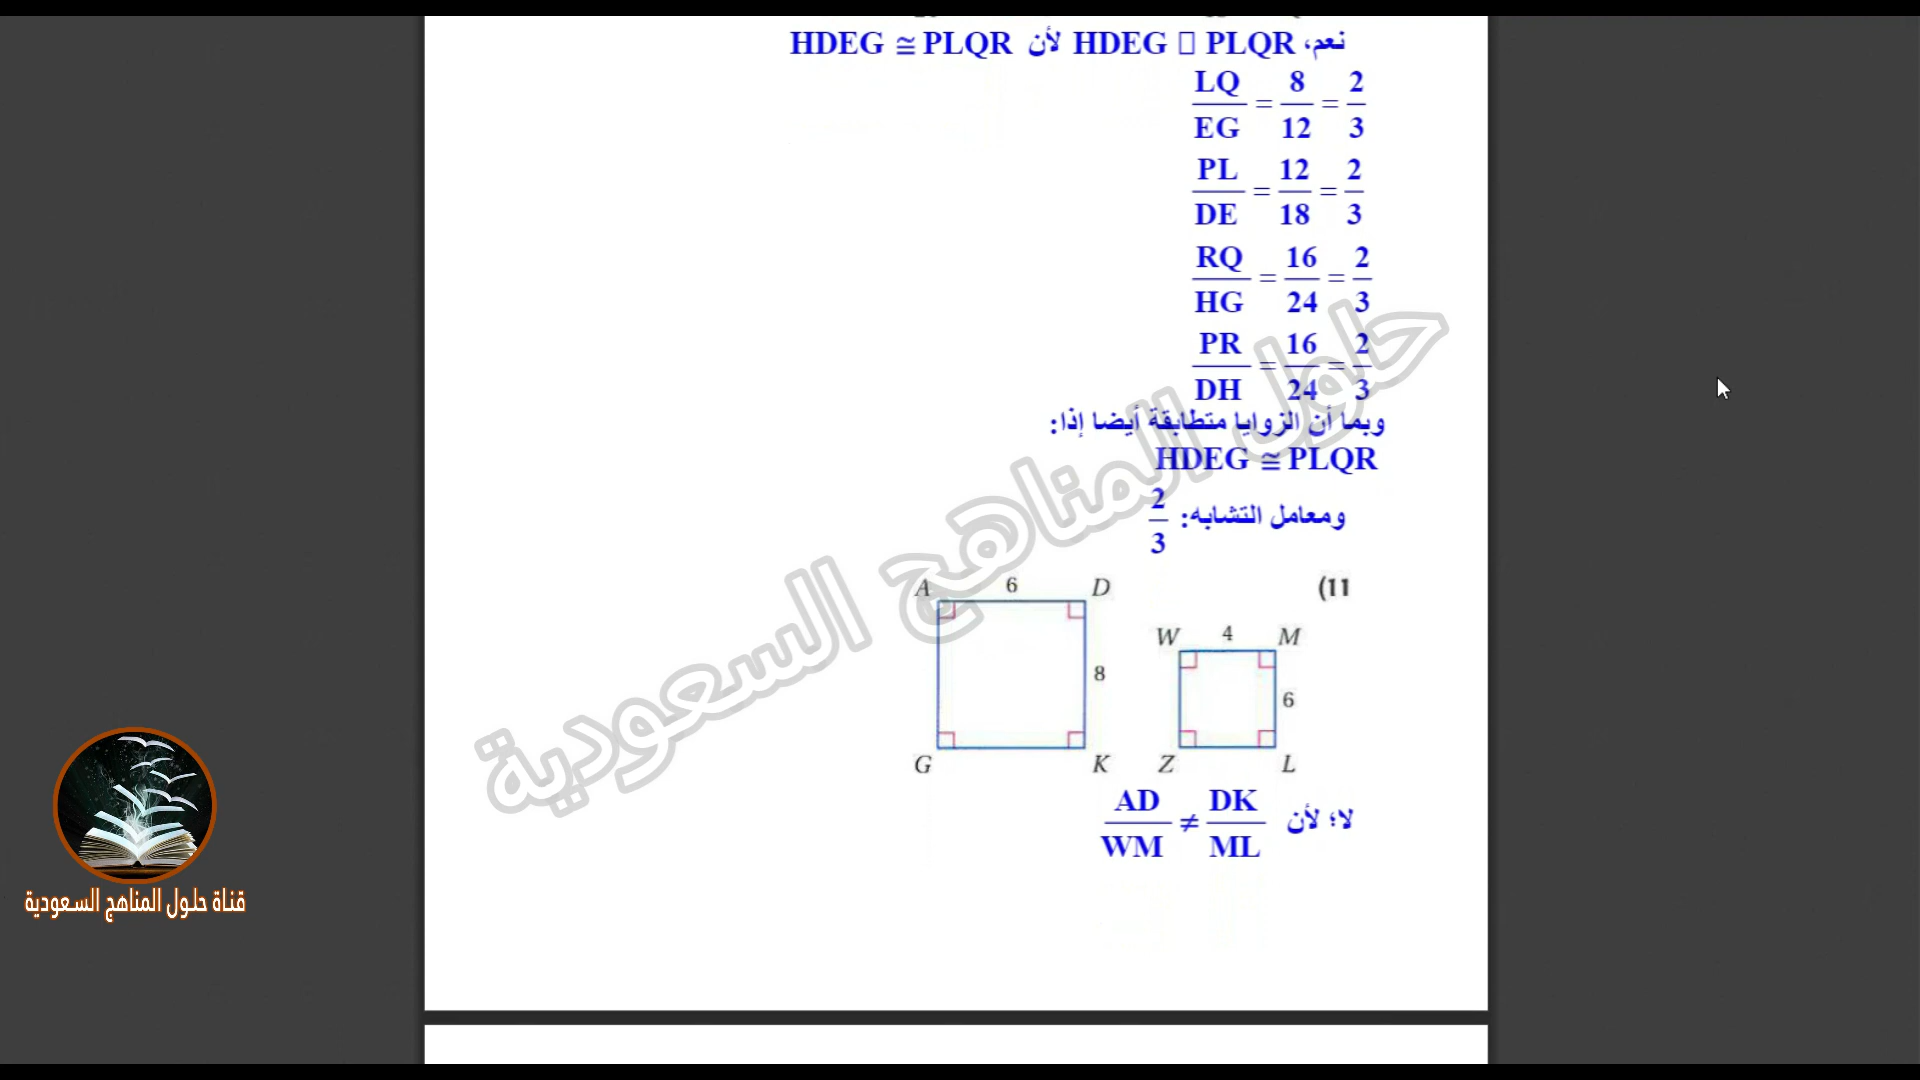 نعم، HDEG □ PLQR لأن HDEG ≅ PLQR
LQ/EG = 8/12 = 2/3
PL/DE = 12/18 = 2/3
RQ/HG = 16/24 = 2/3
PR/DH = 16/24 = 2/3
وبما أن الزوايا متطابقة أيضا إذا:
HDEG ≅ PLQR
ومعامل التشابه: 2/3
(11
A 6 D
W 4 M
8
6
G K Z L
لا؛ لأن AD/WM ≠ DK/ML
حلول المناهج السعودية
قناة حلول المناهج السعودية